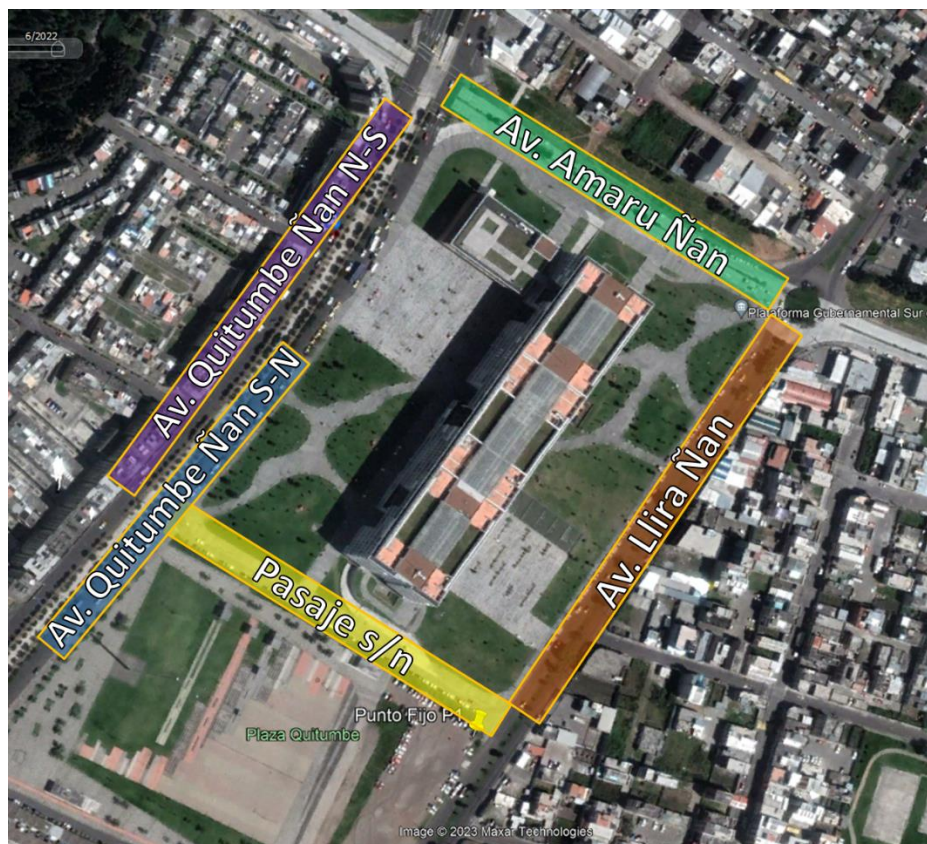 6/2022
Av. Amaru Ñan
Av. Quitumbe Ñan N-S
Plataforma Gubernamental Sur
Av. Quitumbe Ñan S-N
Av. Llira Ñan
Pasaje s/n
Punto Fijo P1
Plaza Quitumbe
Image © 2023 Maxar Technologies